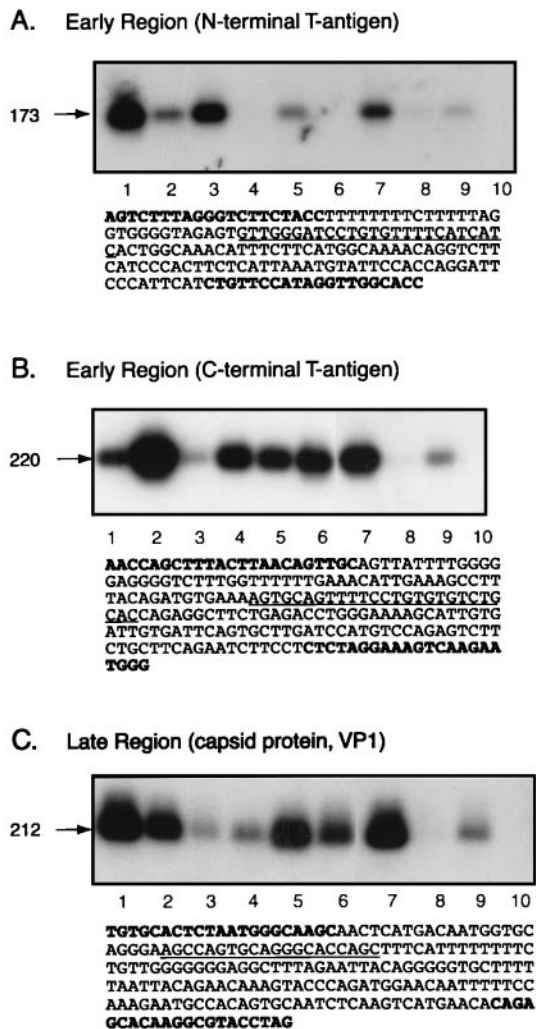 A. Early Region (N-terminal T-antigen)
173
1 2 3 4 5 6 7 8 9 10
AGTCTTTAGGGTCTTCTACCTTTTTTTTTCTTTTTAG
GTGGGGTAGAGTGTTGGGATCCTGTGTTTTCATCAT
CACTGGCAAACATTTCTTCATGGCAAAACAGGTCTT
CATCCCACTTCTCATTAAATGTATTCCACCAGGATT
CCCATTCATCTGTTCCATAGGTTGGCACC
B. Early Region (C-terminal T-antigen)
220
1 2 3 4 5 6 7 8 9 10
AACCAGCTTTACTTAACAGTTGCAGTTATTTTGGGG
GAGGGGTCTTTGGTTTTTTGAAACATTGAAAGCCTT
TACAGATGTGAAAAGTGCAGTTTTCCTGTGTGTCTG
CACCAGAGGCTTCTGAGACCTGGGAAAAGCATTGTG
ATTGTGATTCAGTGCTTGATCCATGTCCAGAGTCTT
CTGCTTCAGAATCTTCCTCTCTAGGAAAGTCAAGAA
TGGG
C. Late Region (capsid protein, VP1)
212
1 2 3 4 5 6 7 8 9 10
TGTGCACTCTAATGGGCAAGCAACTCATGACAATGGTGC
AGGGAAGCCAGTGCAGGGCACCAGCTTTCATTTTTTTTC
TGTTGGGGGGGAGGCTTTAGAATTACAGGGGGTGCTTTT
TAATTACAGAACAAAGTACCCAGATGGAACAATTTTTCC
AAAGAATGCCACAGTGCAATCTCAAGTCATGAACACAGA
GCACAAGGCGTACCTAG